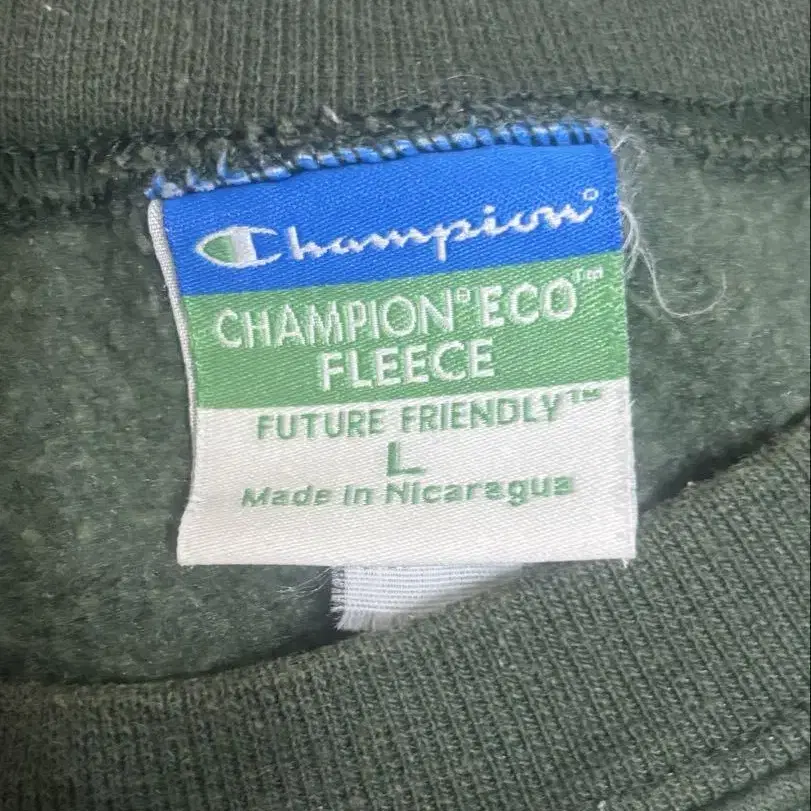 Champion®
CHAMPION® ECO™
FLEECE
FUTURE FRIENDLY™
L
Made in Nicaragua